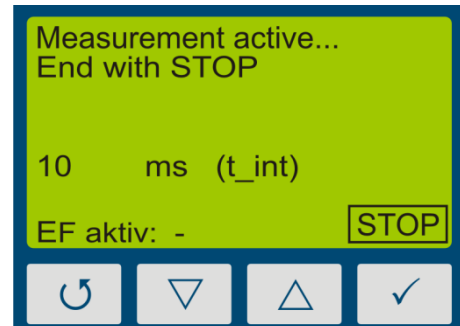 Measurement active...
End with STOP
10 ms (t_int)
EF aktiv: - STOP